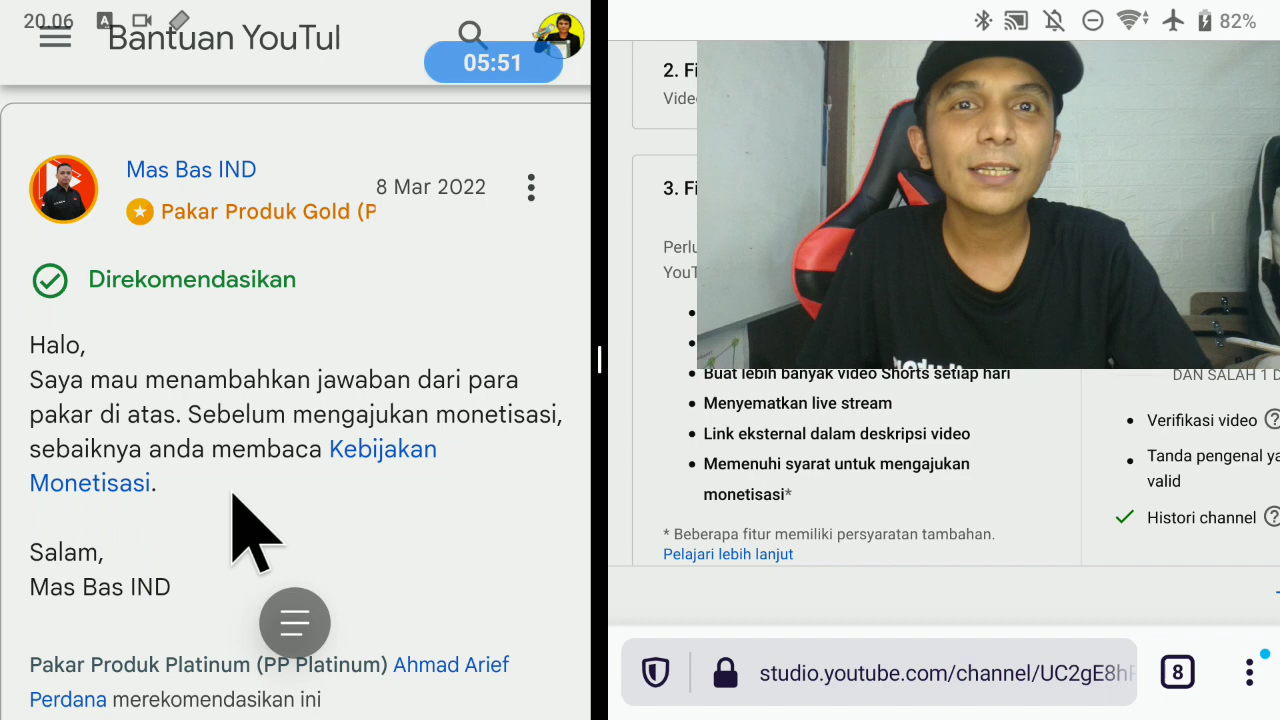 20.06
Bantuan YouTul
05:51
Mas Bas IND
8 Mar 2022
Pakar Produk Gold (P
Direkomendasikan
Halo,
Saya mau menambahkan jawaban dari para
pakar di atas. Sebelum mengajukan monetisasi,
sebaiknya anda membaca Kebijakan
Monetisasi.
Salam,
Mas Bas IND
Pakar Produk Platinum (PP Platinum) Ahmad Arief
Perdana merekomendasikan ini
82%
2. Fi
Vide
3. Fi
Perlu
YouT
Buat lebih banyak video Shorts setiap hari
Menyematkan live stream
Link eksternal dalam deskripsi video
Memenuhi syarat untuk mengajukan
monetisasi*
* Beberapa fitur memiliki persyaratan tambahan.
Pelajari lebih lanjut
DAN SALAH 1 D
Verifikasi video
Tanda pengenal ya
valid
Histori channel
studio.youtube.com/channel/UC2gE8h
8